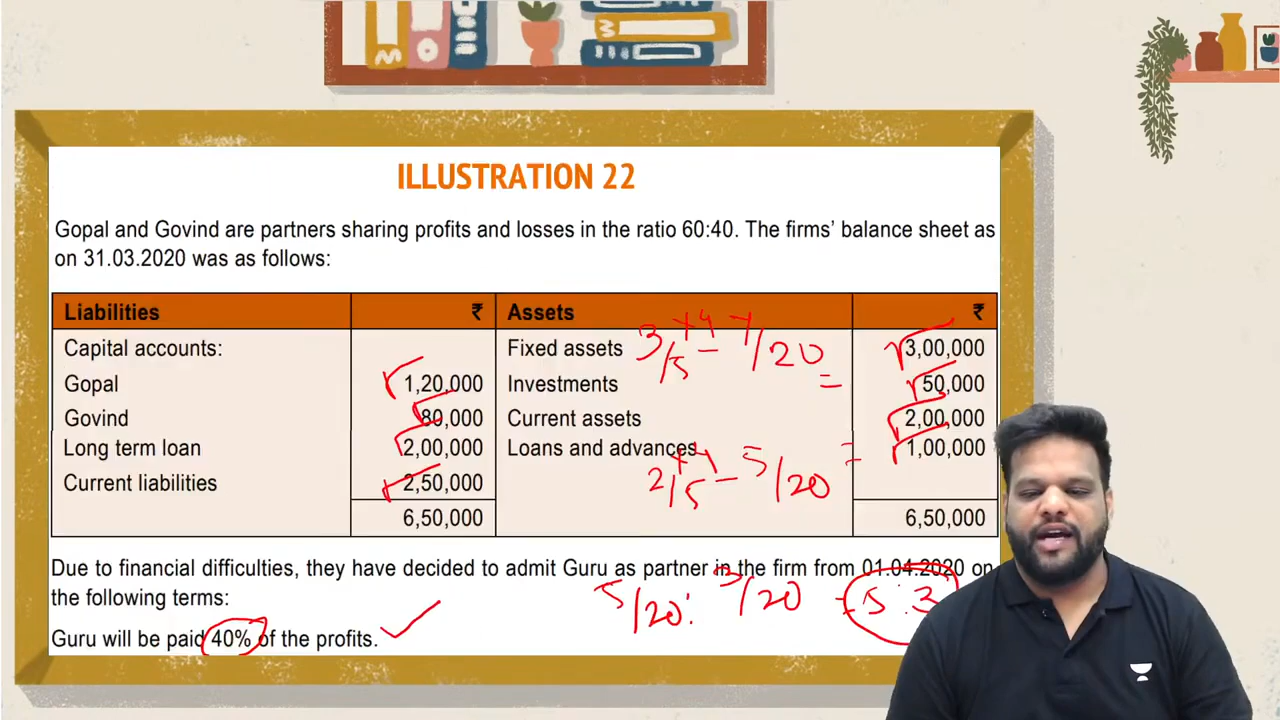 ILLUSTRATION 22
Gopal and Govind are partners sharing profits and losses in the ratio 60:40. The firms' balance sheet as
on 31.03.2020 was as follows:
Liabilities ₹ Assets ₹
Capital accounts: Fixed assets 3,00,000
Gopal 1,20,000 Investments 50,000
Govind 80,000 Current assets 2,00,000
Long term loan 2,00,000 Loans and advances 1,00,000
Current liabilities 2,50,000
6,50,000 6,50,000
3/5 ×4 - 7/20 =
2/5 ×4 - 5/20 =
Due to financial difficulties, they have decided to admit Guru as partner in the firm from 01.04.2020 on
the following terms:
5/20 : 3/20 = 5:3
Guru will be paid 40% of the profits.